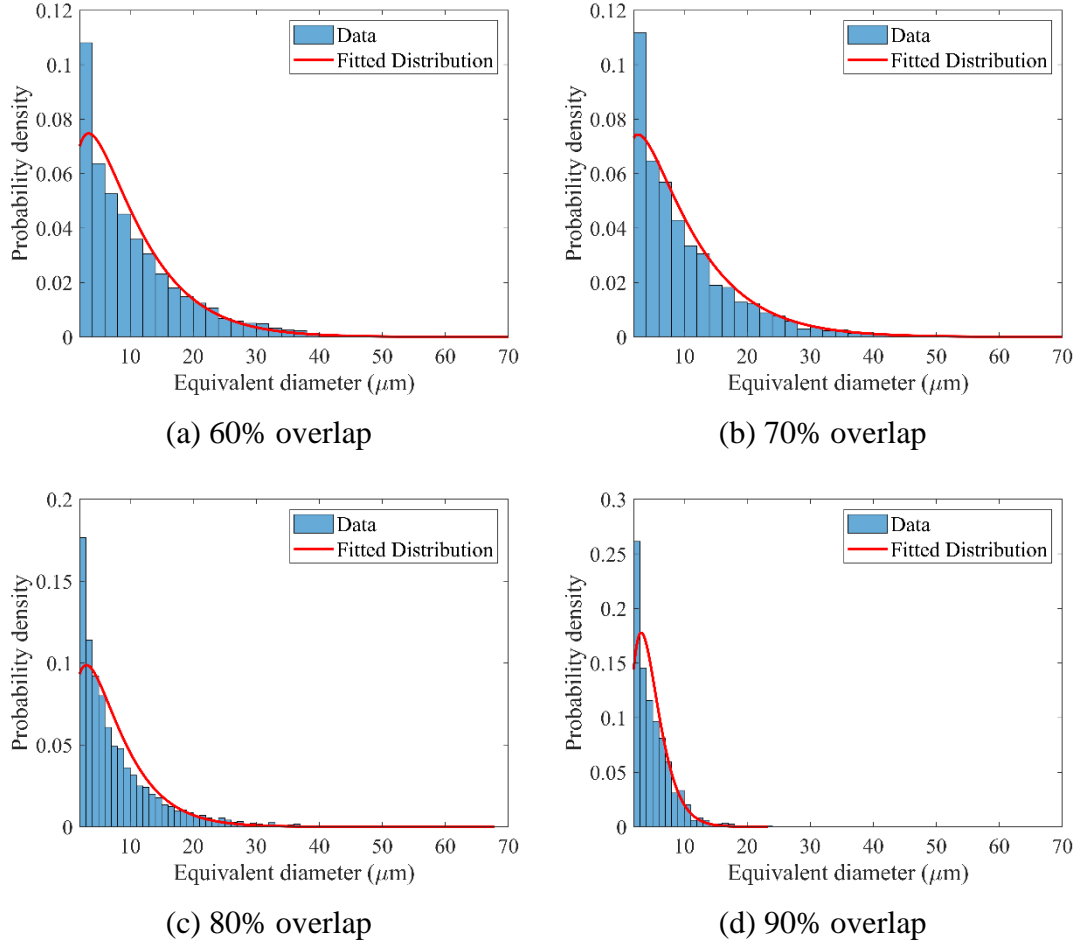 0.12
0.1
0.08
0.06
0.04
0.02
0
Probability density
Data
Fitted Distribution
10 20 30 40 50 60 70
Equivalent diameter (μm)
(a) 60% overlap
0.12
0.1
0.08
0.06
0.04
0.02
0
Probability density
Data
Fitted Distribution
10 20 30 40 50 60 70
Equivalent diameter (μm)
(b) 70% overlap
0.2
0.15
0.1
0.05
0
Probability density
Data
Fitted Distribution
10 20 30 40 50 60 70
Equivalent diameter (μm)
(c) 80% overlap
0.3
0.25
0.2
0.15
0.1
0.05
0
Probability density
Data
Fitted Distribution
10 20 30 40 50 60 70
Equivalent diameter (μm)
(d) 90% overlap